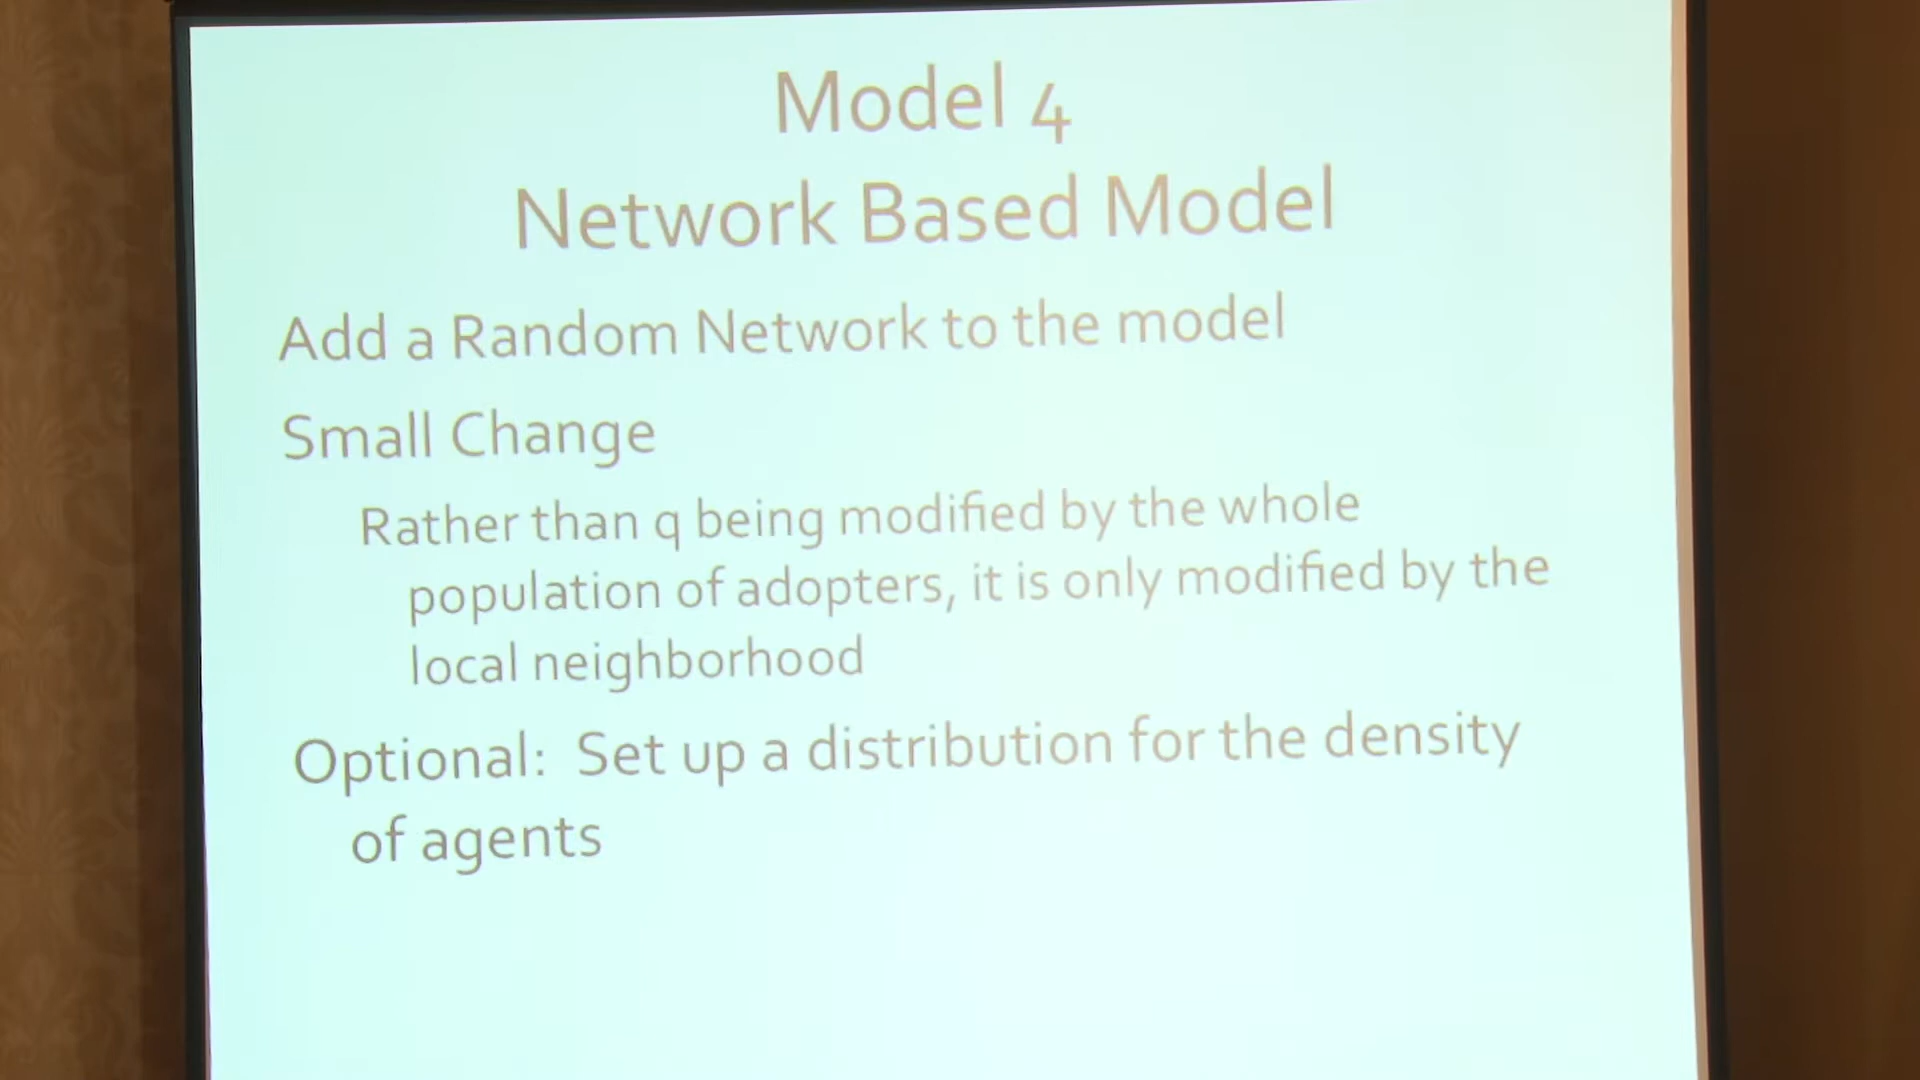 Model 4
Network Based Model
Add a Random Network to the model
Small Change
Rather than q being modified by the whole
population of adopters, it is only modified by the
local neighborhood
Optional: Set up a distribution for the density
of agents